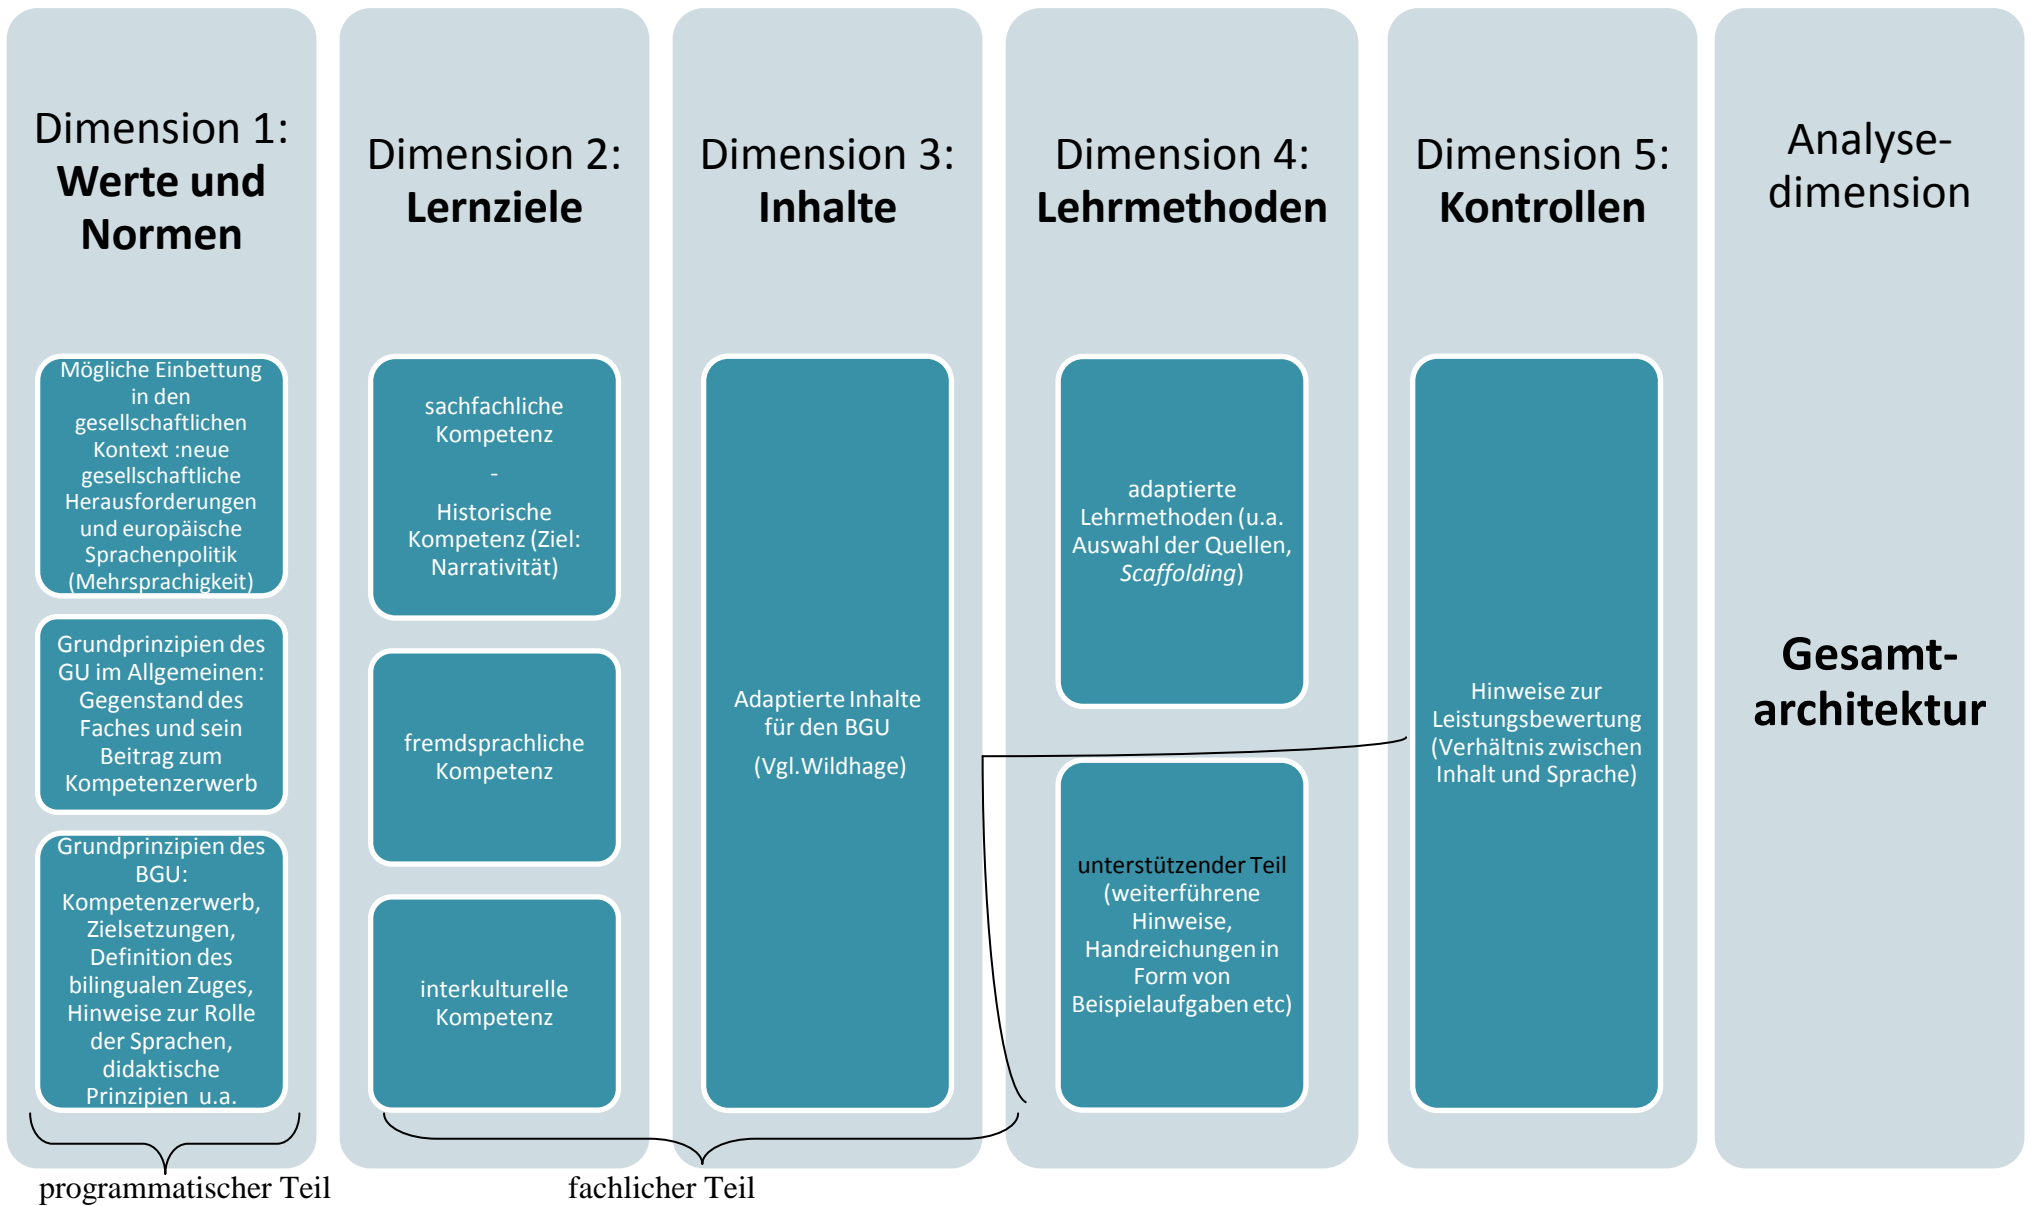 Dimension 1:
Werte und
Normen
Mögliche Einbettung
in den
gesellschaftlichen
Kontext :neue
gesellschaftliche
Herausforderungen
und europäische
Sprachenpolitik
(Mehrsprachigkeit)
Grundprinzipien des
GU im Allgemeinen:
Gegenstand des
Faches und sein
Beitrag zum
Kompetenzerwerb
Grundprinzipien des
BGU:
Kompetenzerwerb,
Zielsetzungen,
Definition des
bilingualen Zuges,
Hinweise zur Rolle
der Sprachen,
didaktische
Prinzipien u.a.
Dimension 2:
Lernziele
sachfachliche
Kompetenz
-
Historische
Kompetenz (Ziel:
Narrativität)
fremdsprachliche
Kompetenz
interkulturelle
Kompetenz
Dimension 3:
Inhalte
Adaptierte Inhalte
für den BGU
(Vgl.Wildhage)
Dimension 4:
Lehrmethoden
adaptierte
Lehrmethoden (u.a.
Auswahl der Quellen,
Scaffolding)
unterstützender Teil
(weiterführene
Hinweise,
Handreichungen in
Form von
Beispielaufgaben etc)
Dimension 5:
Kontrollen
Hinweise zur
Leistungsbewertung
(Verhältnis zwischen
Inhalt und Sprache)
Analyse-
dimension
Gesamt-
architektur
programmatischer Teil
fachlicher Teil